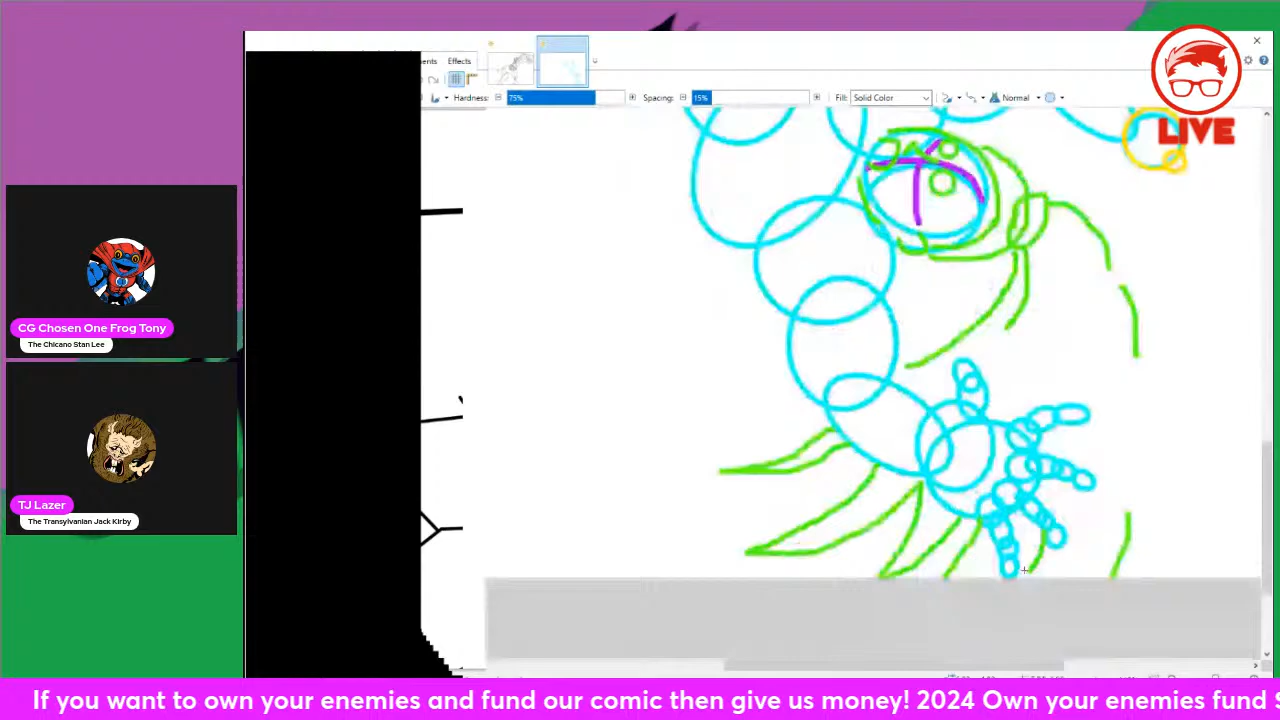 ents Effects
Hardness: 75% Spacing: 15% Fill: Solid Color Normal
LIVE
CG Chosen One Frog Tony
The Chicano Stan Lee
TJ Lazer
The Transylvanian Jack Kirby
If you want to own your enemies and fund our comic then give us money! 2024 Own your enemies fund S